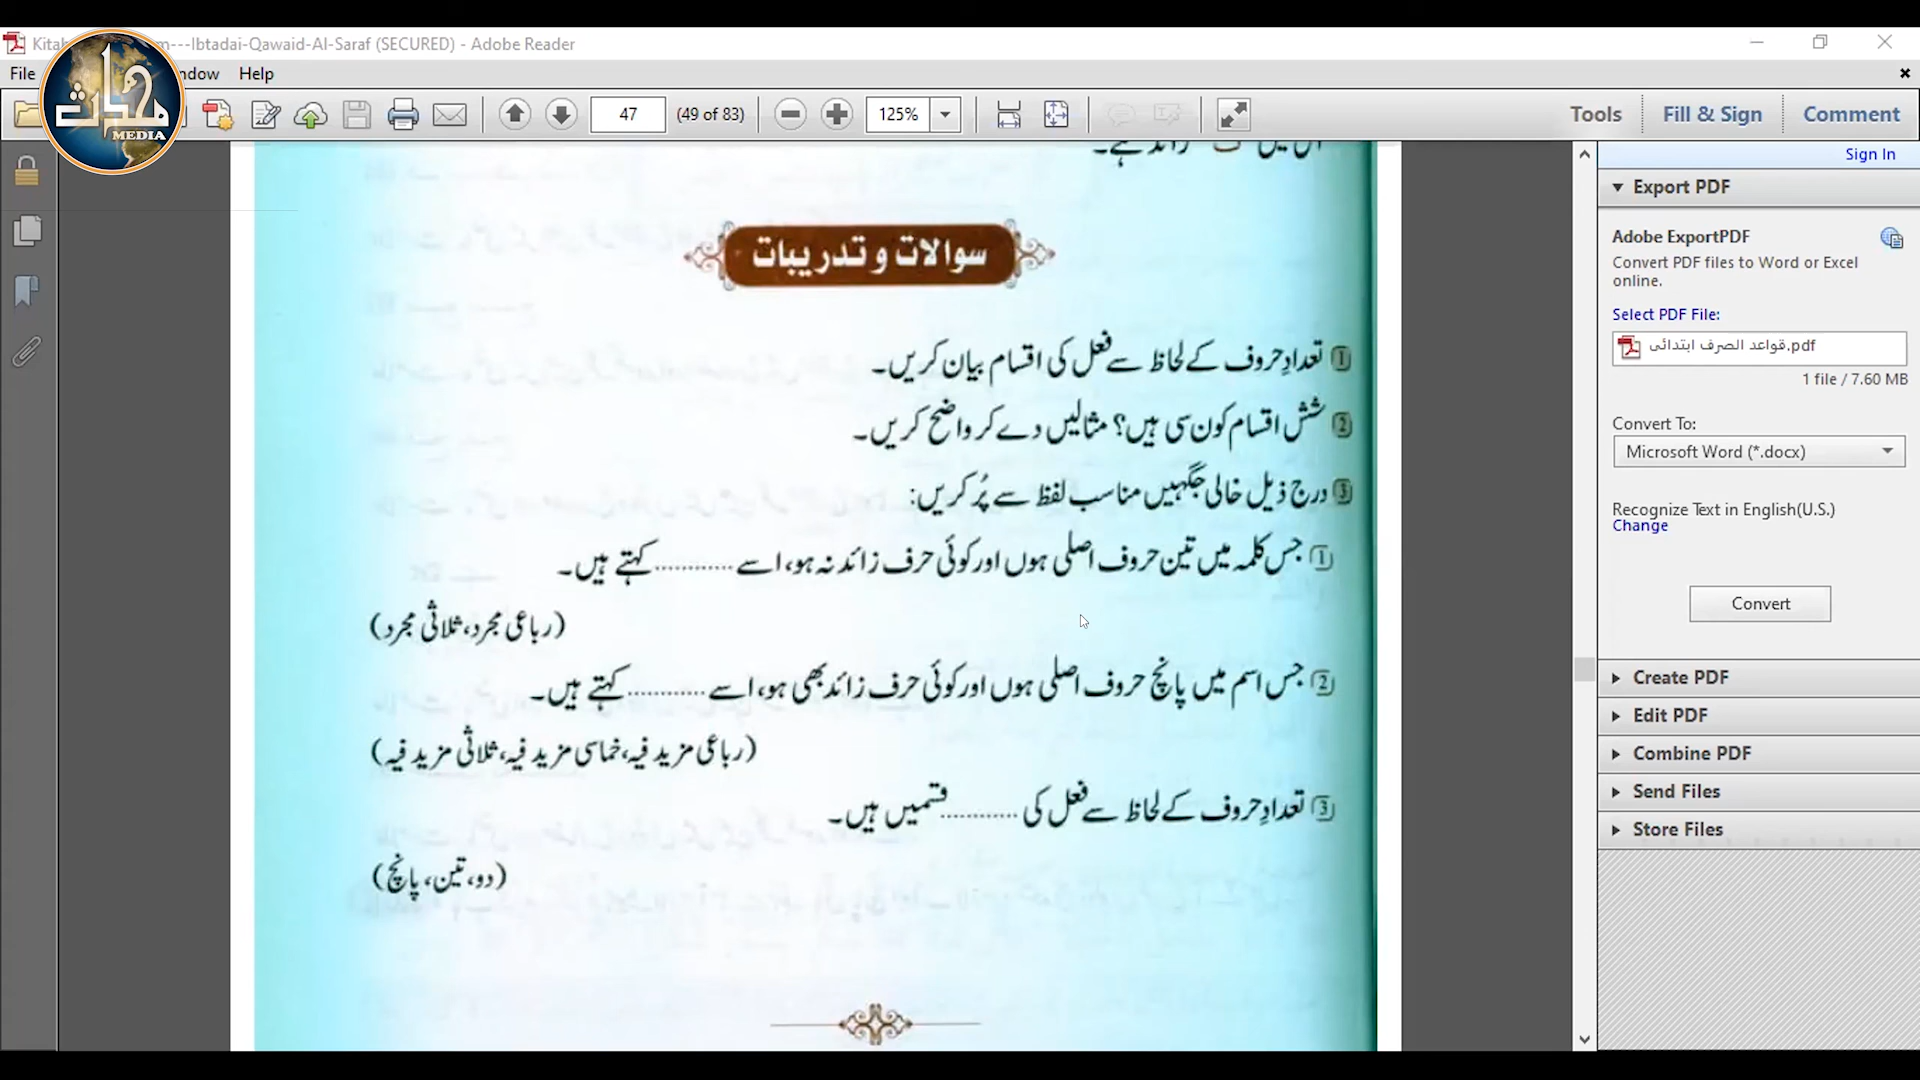 Kitab m---Ibtadai-Qawaid-Al-Saraf (SECURED) - Adobe Reader
File ndow Help
47 (49 of 83) 125% Tools Fill & Sign Comment
ھدایت
MEDIA
Sign In
Export PDF
Adobe ExportPDF
Convert PDF files to Word or Excel
online.
Select PDF File:
قواعد الصرف ابتدائی.pdf
1 file / 7.60 MB
Convert To:
Microsoft Word (*.docx)
Recognize Text in English(U.S.)
Change
Convert
Create PDF
Edit PDF
Combine PDF
Send Files
Store Files
زائد ہے۔
سوالات و تدریبات
1 تعدادِ حروف کے لحاظ سے فعل کی اقسام بیان کریں۔
2 شش اقسام کون سی ہیں؟ مثالیں دے کر واضح کریں۔
3 درج ذیل خالی جگہیں مناسب لفظ سے پُر کریں:
1 جس کلمہ میں تین حروف اصلی ہوں اور کوئی حرف زائد نہ ہو، اسے ........... کہتے ہیں۔
(رباعی مجرد، ثلاثی مجرد)
2 جس اسم میں پانچ حروف اصلی ہوں اور کوئی حرف زائد بھی ہو، اسے ........... کہتے ہیں۔
(رباعی مزید فیہ، خماسی مزید فیہ، ثلاثی مزید فیہ)
3 تعدادِ حروف کے لحاظ سے فعل کی ........... قسمیں ہیں۔
(دو، تین، پانچ)